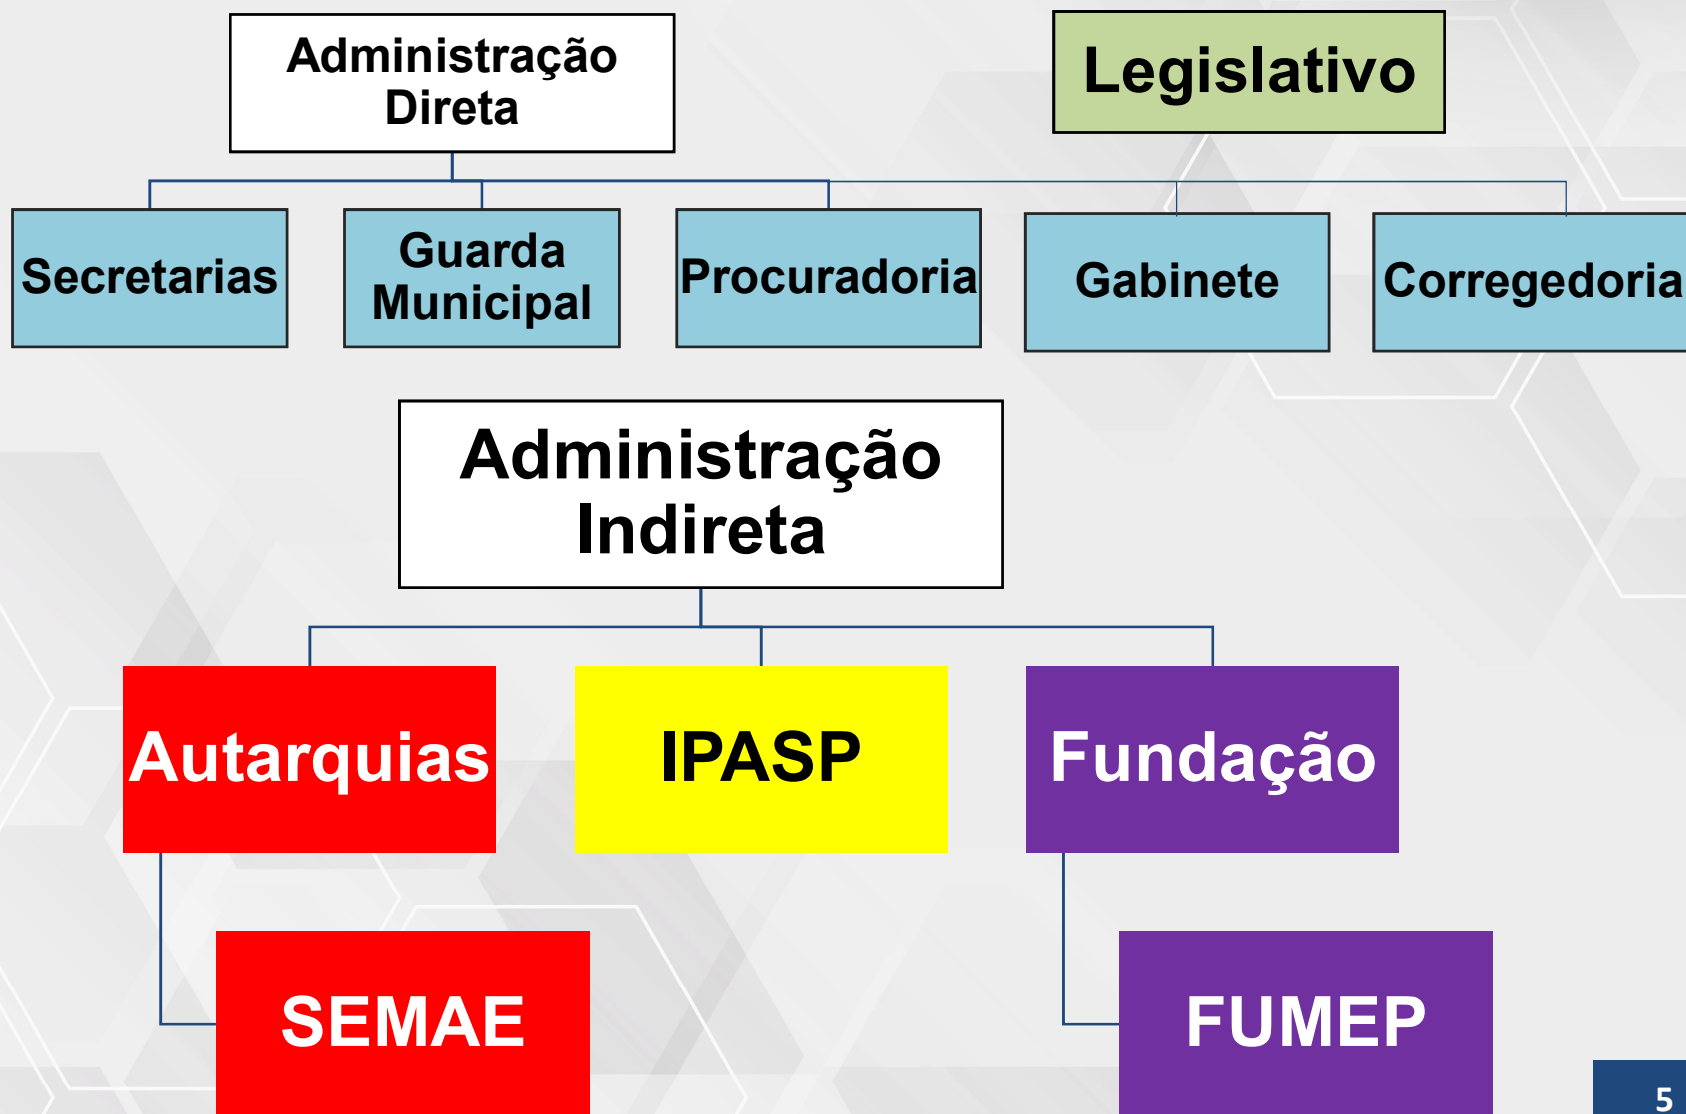 Administração
Direta
Legislativo
Secretarias
Guarda
Municipal
Procuradoria
Gabinete
Corregedoria
Administração
Indireta
Autarquias
IPASP
Fundação
SEMAE
FUMEP
5